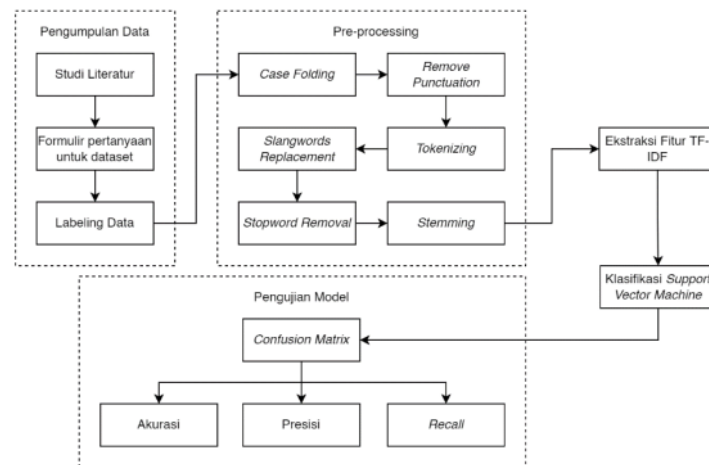 Pengumpulan Data
Studi Literatur
Formulir pertanyaan
untuk dataset
Labeling Data
Pre-processing
Case Folding
Remove
Punctuation
Slangwords
Replacement
Tokenizing
Stopword Removal
Stemming
Ekstraksi Fitur TF-
IDF
Klasifikasi Support
Vector Machine
Pengujian Model
Confusion Matrix
Akurasi
Presisi
Recall